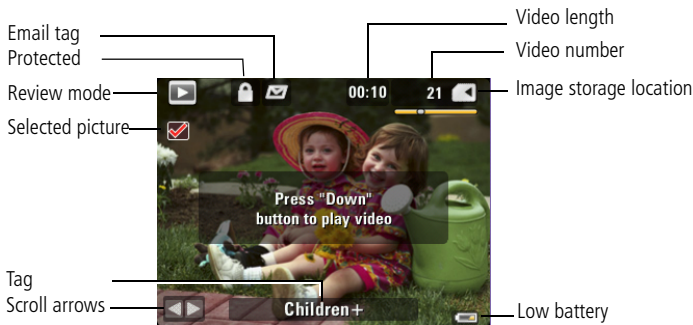 Video length
Email tag
Video number
Protected
Review mode
00:10
21
Image storage location
Selected picture
Press "Down"
button to play video
Tag
Scroll arrows
Children+
Low battery